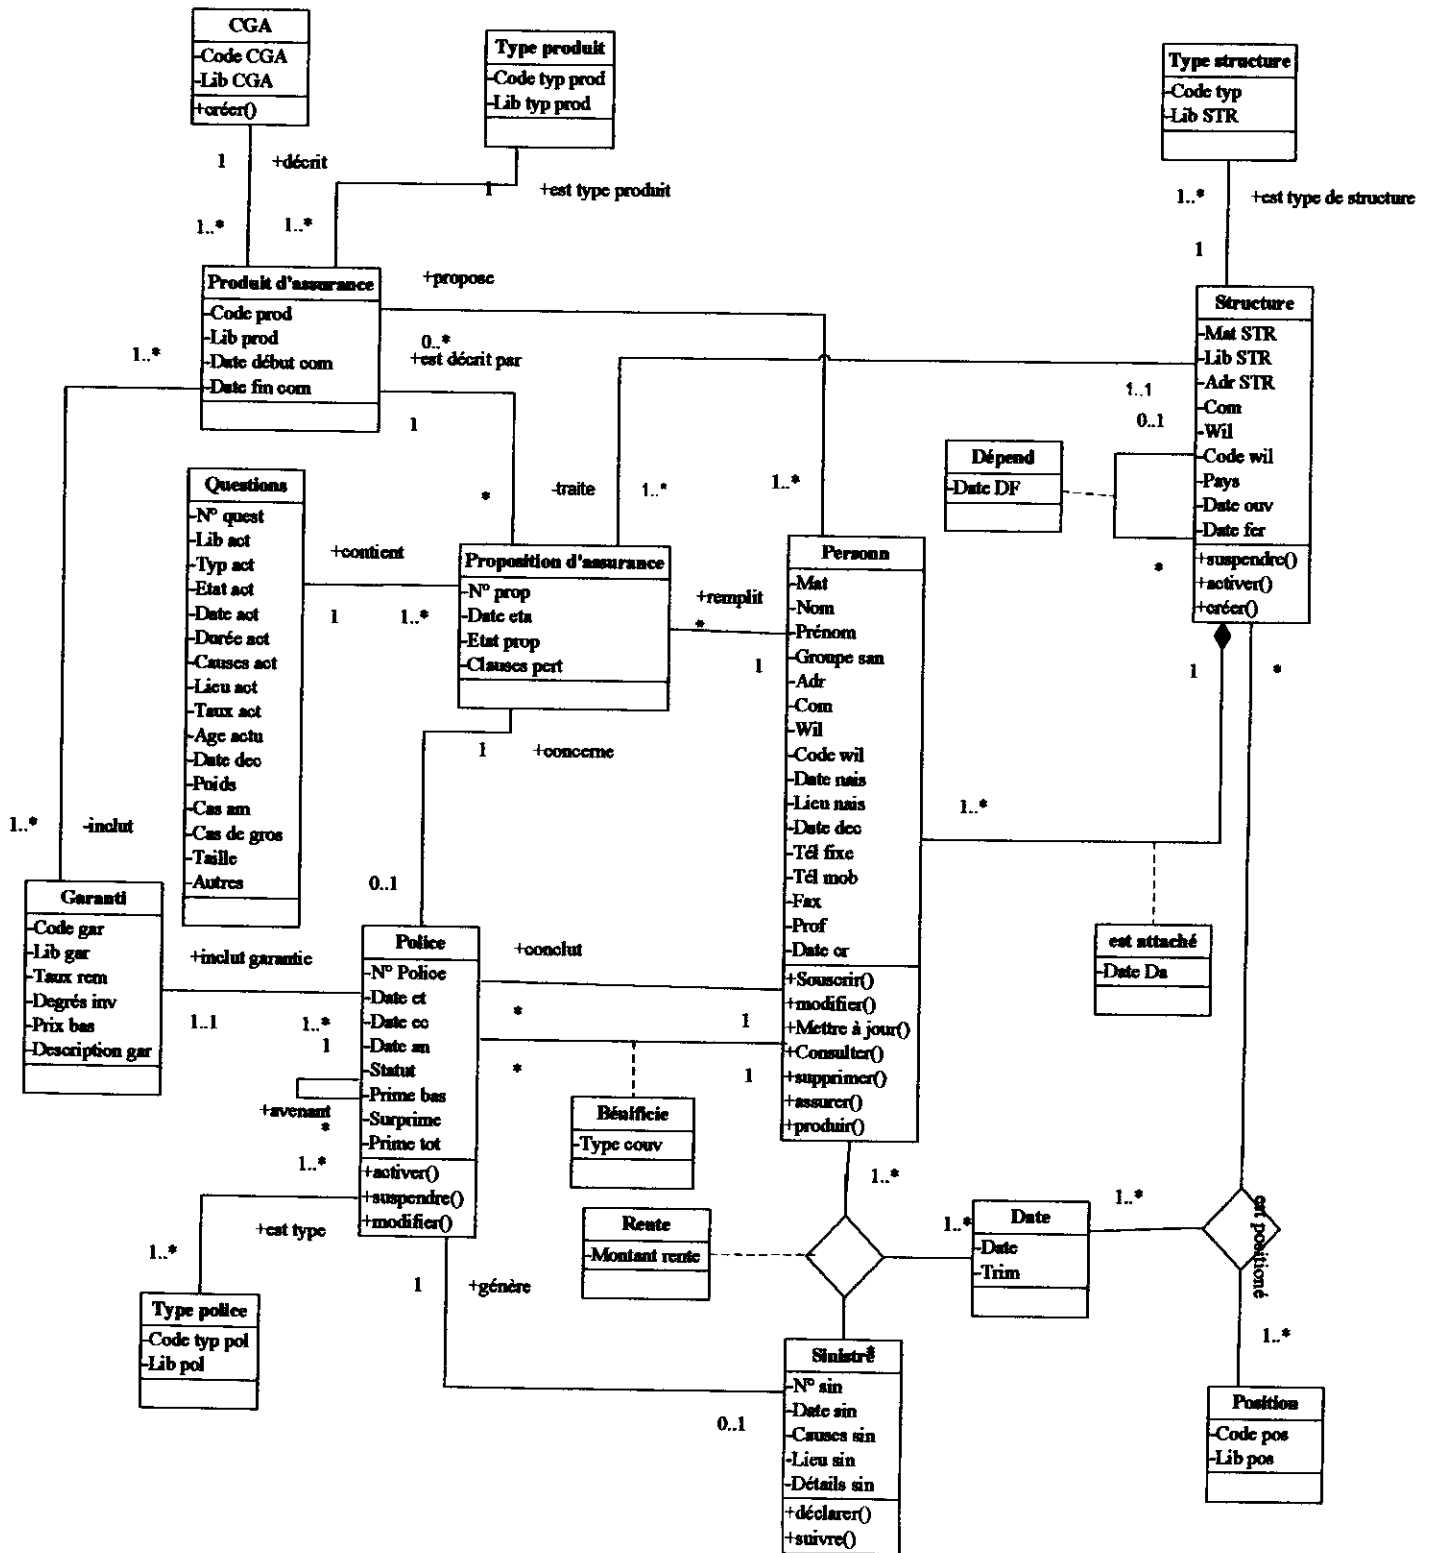 CGA
-Code CGA
-Lib CGA
+créer()
Type produit
-Code typ prod
-Lib typ prod
Type structure
-Code typ
-Lib STR
1
+décrit
1
+est type produit
1..*
1..*
1..*
+est type de structure
1
Produit d'assurance
-Code prod
-Lib prod
-Date début com
-Date fin com
+propose
0..*
+est décrit par
1..*
1
Structure
-Mat STR
-Lib STR
-Adr STR
-Com
-Wil
-Code wil
-Pays
-Date ouv
-Date fer
+suspendre()
+activer()
+créer()
1..1
0..1
Dépend
-Date DF
*
Questions
-N° quest
-Lib act
-Typ act
-Etat act
-Date act
-Durée act
-Causes act
-Lieu act
-Taux act
-Age actu
-Date dec
-Poids
-Cas am
-Cas de gros
-Taille
-Autres
*
-traite
1..*
1..*
+contient
1
1..*
Proposition d'assurance
-N° prop
-Date eta
-Etat prop
-Clauses pert
+remplit
*
1
Personn
-Mat
-Nom
-Prénom
-Groupe san
-Adr
-Com
-Wil
-Code wil
-Date nais
-Lieu nais
-Date dec
-Tél fixe
-Tél mob
-Fax
-Prof
-Date cr
+Souscrir()
+modifier()
+Mettre à jour()
+Consulter()
+supprimer()
+assurer()
+produir()
1
*
1
+concerne
1..*
1..*
-inclut
0..1
Garanti
-Code gar
-Lib gar
-Taux rem
-Degrés inv
-Prix bas
-Description gar
+inclut garantie
1..1
1..*
Police
-N° Police
-Date et
-Date ec
-Date an
-Statut
-Prime bas
-Surprime
-Prime tot
+activer()
+suspendre()
+modifier()
+conclut
*
1
*
1
est attaché
-Date Da
1
+avenant
*
Bénificie
-Type couv
1..*
+est type
1..*
Type police
-Code typ pol
-Lib pol
1
+génère
0..1
Rente
-Montant rente
1..*
1..*
Date
-Date
-Trim
1..*
est positioné
1..*
Sinistre
*
-N° sin
-Date sin
-Causes sin
-Lieu sin
-Détails sin
+déclarer()
+suivre()
Position
-Code pos
-Lib pos